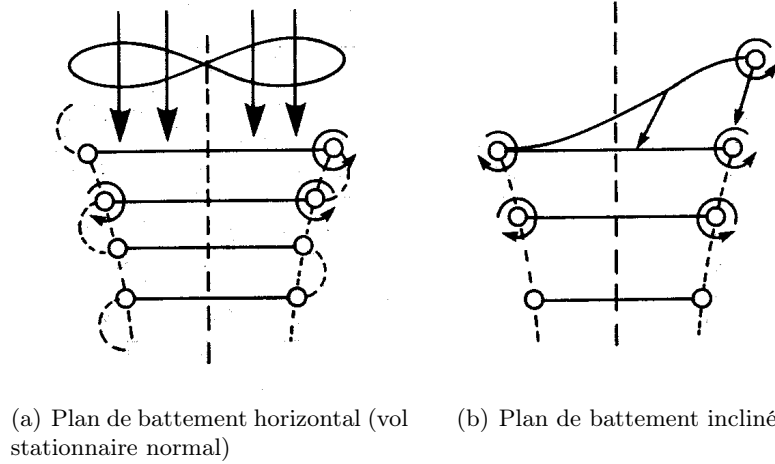 (a) Plan de battement horizontal (vol
stationnaire normal)
(b) Plan de battement incliné